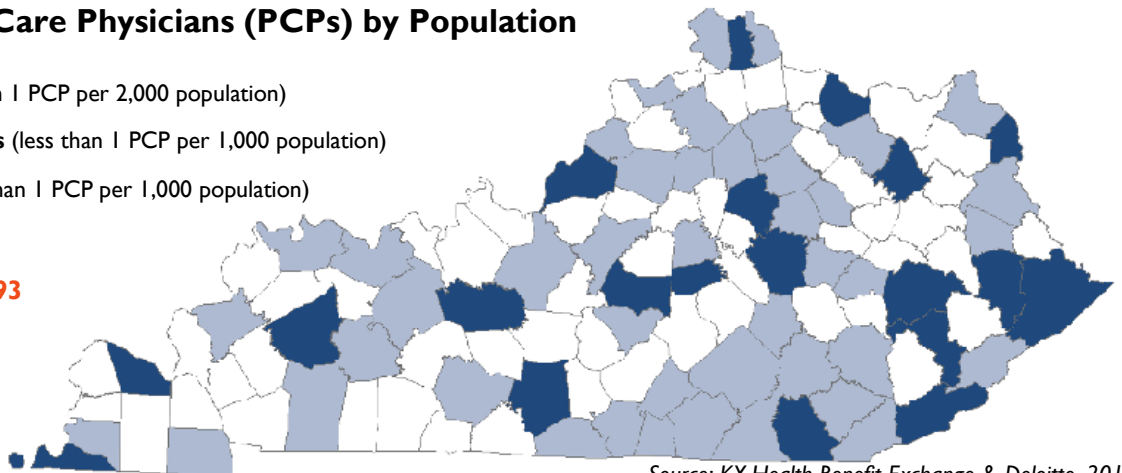 Care Physicians (PCPs) by Population
1 PCP per 2,000 population)
(less than 1 PCP per 1,000 population)
than 1 PCP per 1,000 population)
93
Source: KY Health Benefit Exchange & Deloitte, 201